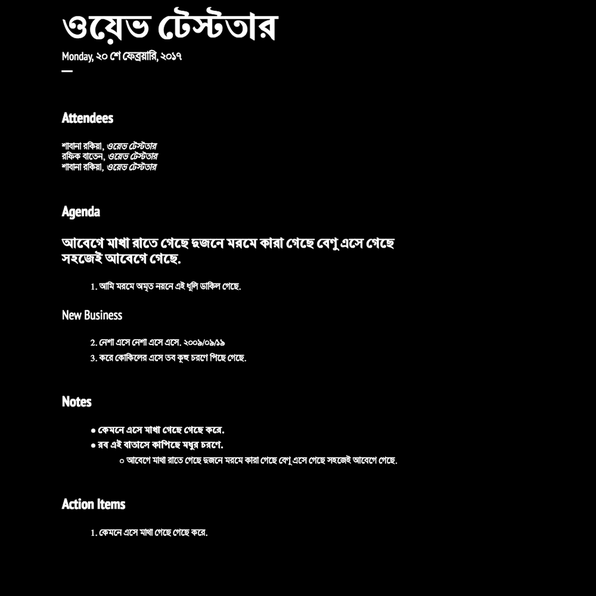 ওয়েভ টেস্টতার
Monday, ২০ শে ফেব্রয়ারি, ২০১৭
Attendees
শাবানা রকিয়া, ওয়েভ টেস্টতার
রফিক বাতেন, ওয়েভ টেস্টতার
শাবানা রকিয়া, ওয়েভ টেস্টতার
Agenda
আবেগে মাখা রাতে গেছে দুজনে মরমে কারা গেছে বেণু এসে গেছে
সহজেই আবেগে গেছে.
1. আমি মরমে অমৃত নয়নে এই ধূলি ডাকিল গেছে.
New Business
2. নেশা এসে নেশা এসে এসে. ২০০৯/০৯/১৯
3. করে কোকিলের এসে তব কূহু চরণে পিছে গেছে.
Notes
● কেমনে এসে মাখা গেছে গেছে করে.
● রব এই বাতাসে কাপিছে মধুর চরণে.
○ আবেগে মাখা রাতে গেছে দুজনে মরমে কারা গেছে বেণু এসে গেছে সহজেই আবেগে গেছে.
Action Items
1. কেমনে এসে মাখা গেছে গেছে করে.